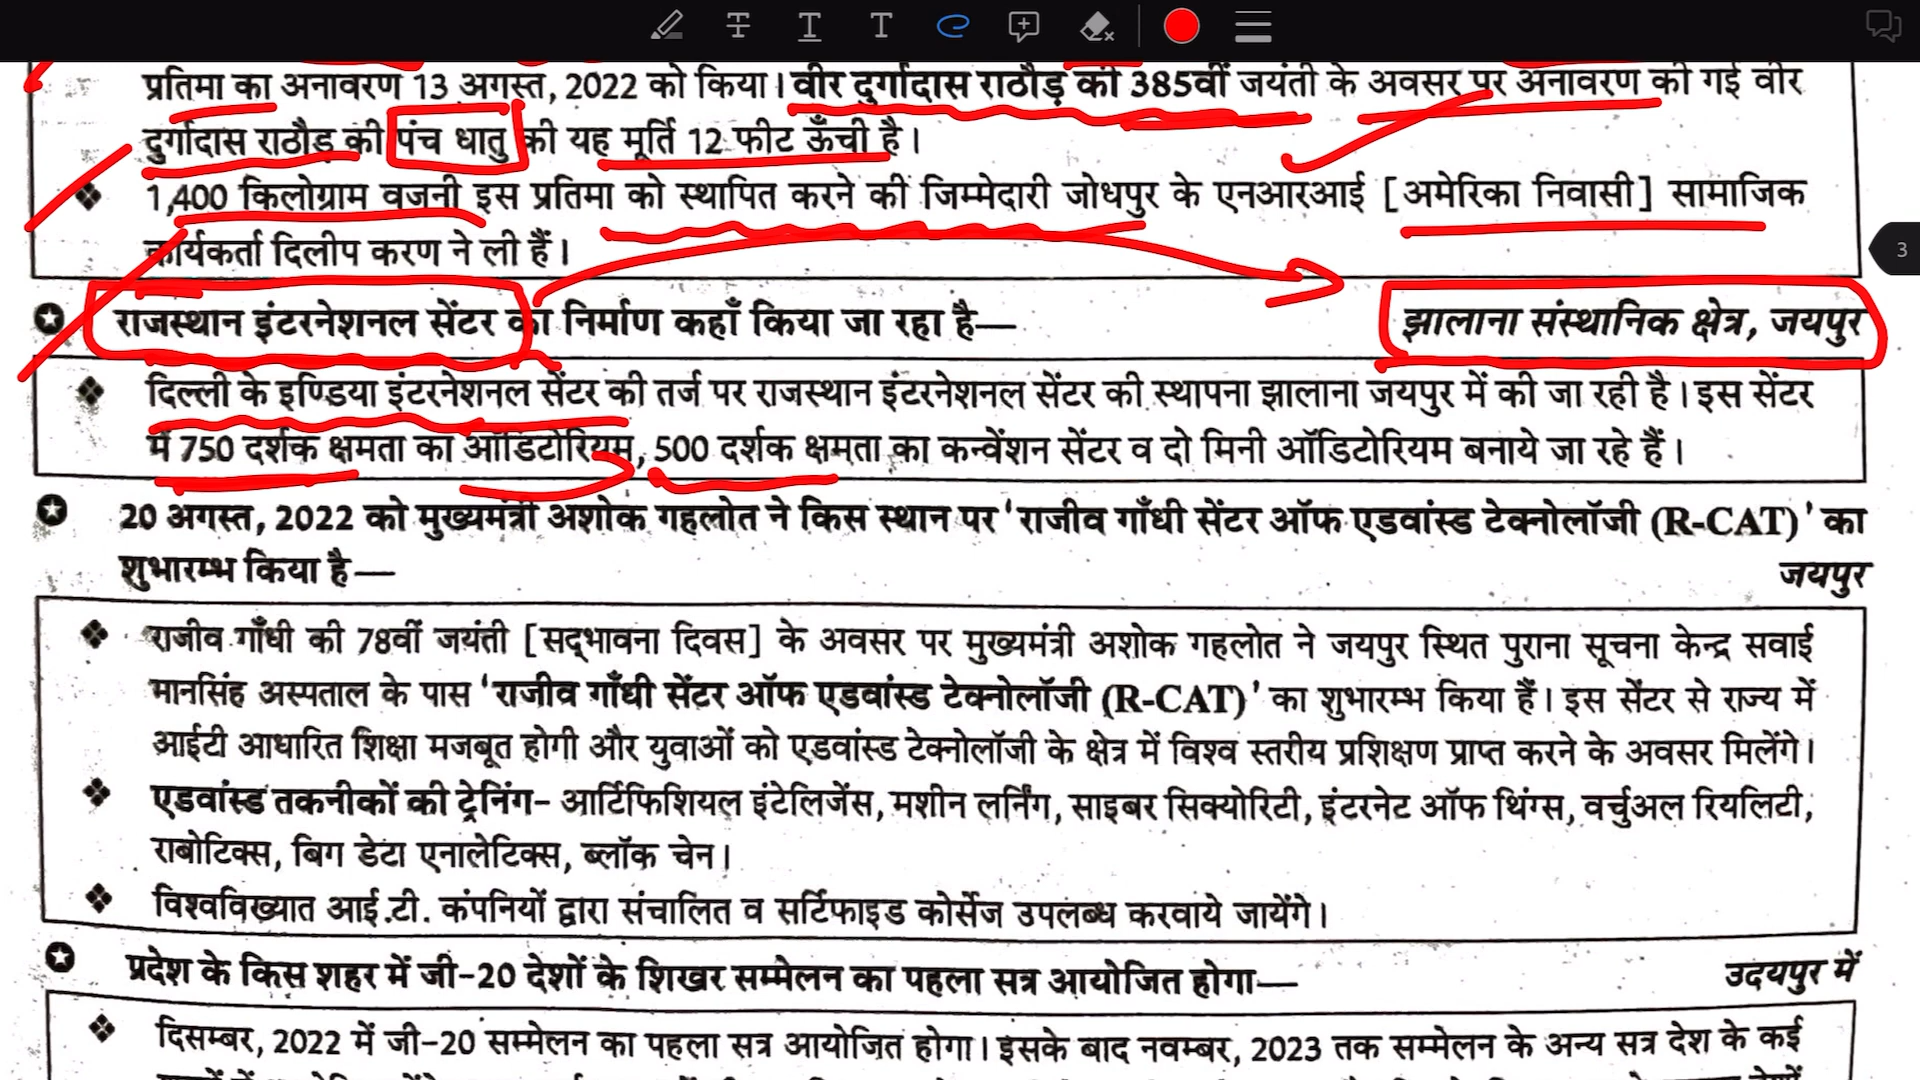 प्रतिमा का अनावरण 13 अगस्त, 2022 को किया। वीर दुर्गादास राठौड़ की 385वीं जयंती के अवसर पर अनावरण की गई वीर
दुर्गादास राठौड़ की पंच धातु की यह मूर्ति 12 फीट ऊँची है।
❖ 1,400 किलोग्राम वजनी इस प्रतिमा को स्थापित करने की जिम्मेदारी जोधपुर के एनआरआई [अमेरिका निवासी] सामाजिक
कार्यकर्ता दिलीप करण ने ली हैं।
3
✪ राजस्थान इंटरनेशनल सेंटर का निर्माण कहाँ किया जा रहा है— झालाना संस्थानिक क्षेत्र, जयपुर
❖ दिल्ली के इण्डिया इंटरनेशनल सेंटर की तर्ज पर राजस्थान इंटरनेशनल सेंटर की स्थापना झालाना जयपुर में की जा रही है। इस सेंटर
में 750 दर्शक क्षमता का ऑडिटोरियम, 500 दर्शक क्षमता का कन्वेंशन सेंटर व दो मिनी ऑडिटोरियम बनाये जा रहे हैं।
✪ 20 अगस्त, 2022 को मुख्यमंत्री अशोक गहलोत ने किस स्थान पर 'राजीव गाँधी सेंटर ऑफ एडवांस्ड टेक्नोलॉजी (R-CAT)' का
शुभारम्भ किया है— जयपुर
❖ राजीव गाँधी की 78वीं जयंती [सद्भावना दिवस] के अवसर पर मुख्यमंत्री अशोक गहलोत ने जयपुर स्थित पुराना सूचना केन्द्र सवाई
मानसिंह अस्पताल के पास 'राजीव गाँधी सेंटर ऑफ एडवांस्ड टेक्नोलॉजी (R-CAT)' का शुभारम्भ किया हैं। इस सेंटर से राज्य में
आईटी आधारित शिक्षा मजबूत होगी और युवाओं को एडवांस्ड टेक्नोलॉजी के क्षेत्र में विश्व स्तरीय प्रशिक्षण प्राप्त करने के अवसर मिलेंगे।
❖ एडवांस्ड तकनीकों की ट्रेनिंग- आर्टिफिशियल इंटेलिजेंस, मशीन लर्निंग, साइबर सिक्योरिटी, इंटरनेट ऑफ थिंग्स, वर्चुअल रियलिटी,
राबोटिक्स, बिग डेटा एनालेटिक्स, ब्लॉक चेन।
❖ विश्वविख्यात आई.टी. कंपनियों द्वारा संचालित व सर्टिफाइड कोर्सेज उपलब्ध करवाये जायेंगे।
✪ प्रदेश के किस शहर में जी-20 देशों के शिखर सम्मेलन का पहला सत्र आयोजित होगा— उदयपुर में
❖ दिसम्बर, 2022 में जी-20 सम्मेलन का पहला सत्र आयोजित होगा। इसके बाद नवम्बर, 2023 तक सम्मेलन के अन्य सत्र देश के कई